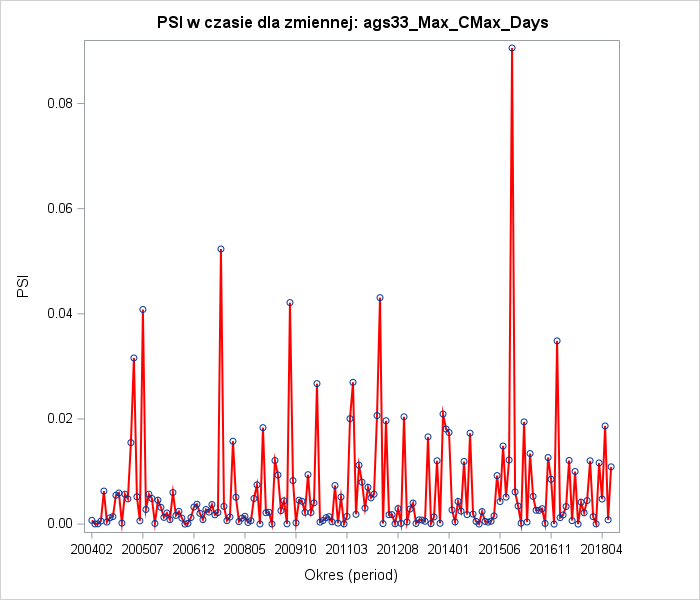 PSI w czasie dla zmiennej: ags33_Max_CMax_Days
0.08
0.06
0.04
0.02
0.00
PSI
200402 200507 200612 200805 200910 201103 201208 201401 201506 201611 201804
Okres (period)